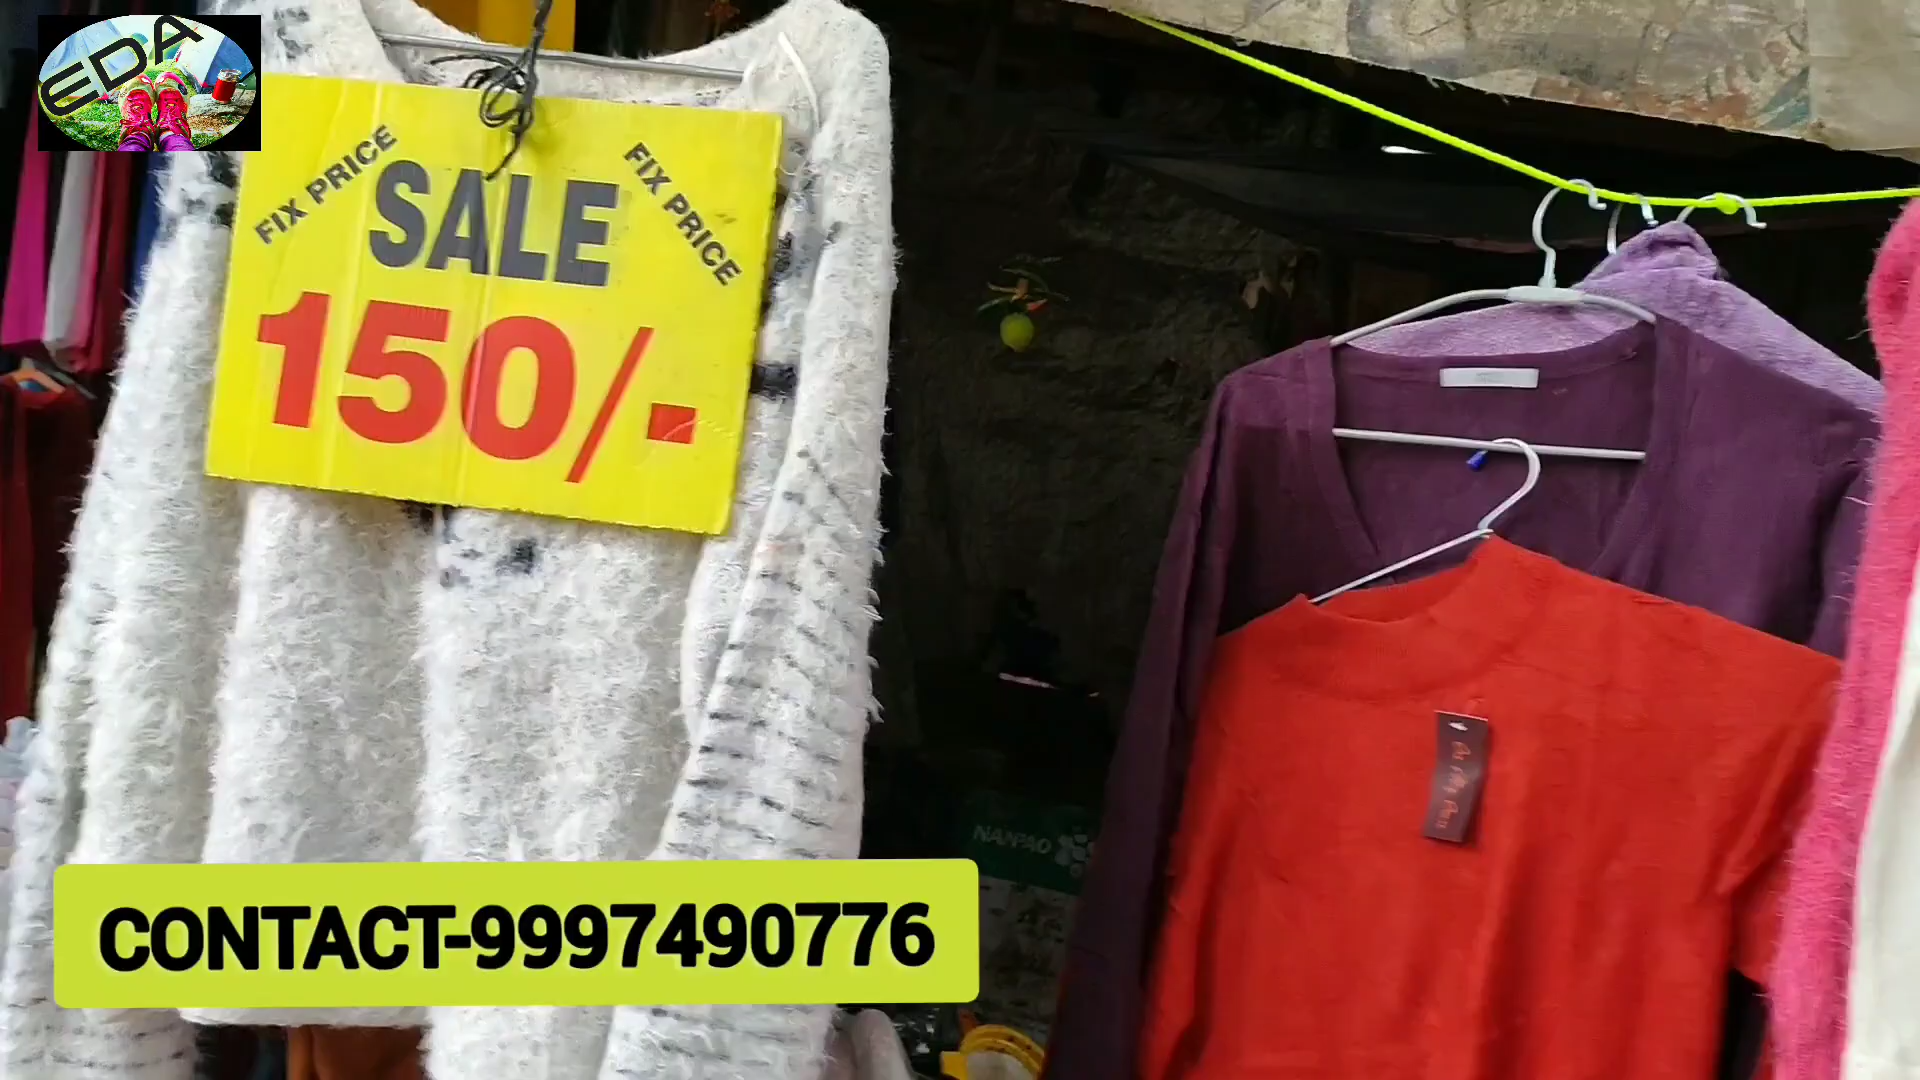 EDA
FIX PRICE
FIX PRICE
SALE
150/-
NANPAO
CONTACT-9997490776